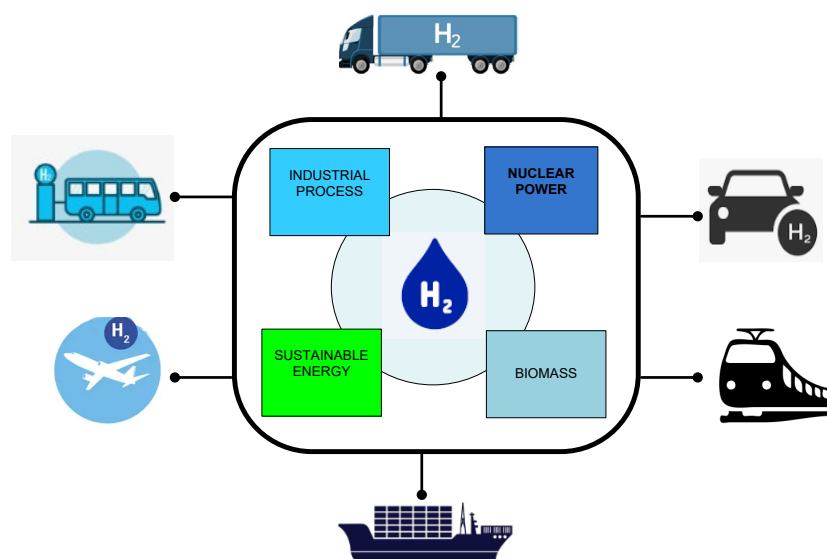 H₂
H₂
INDUSTRIAL
PROCESS
NUCLEAR
POWER
H₂
H₂
H₂
SUSTAINABLE
ENERGY
BIOMASS